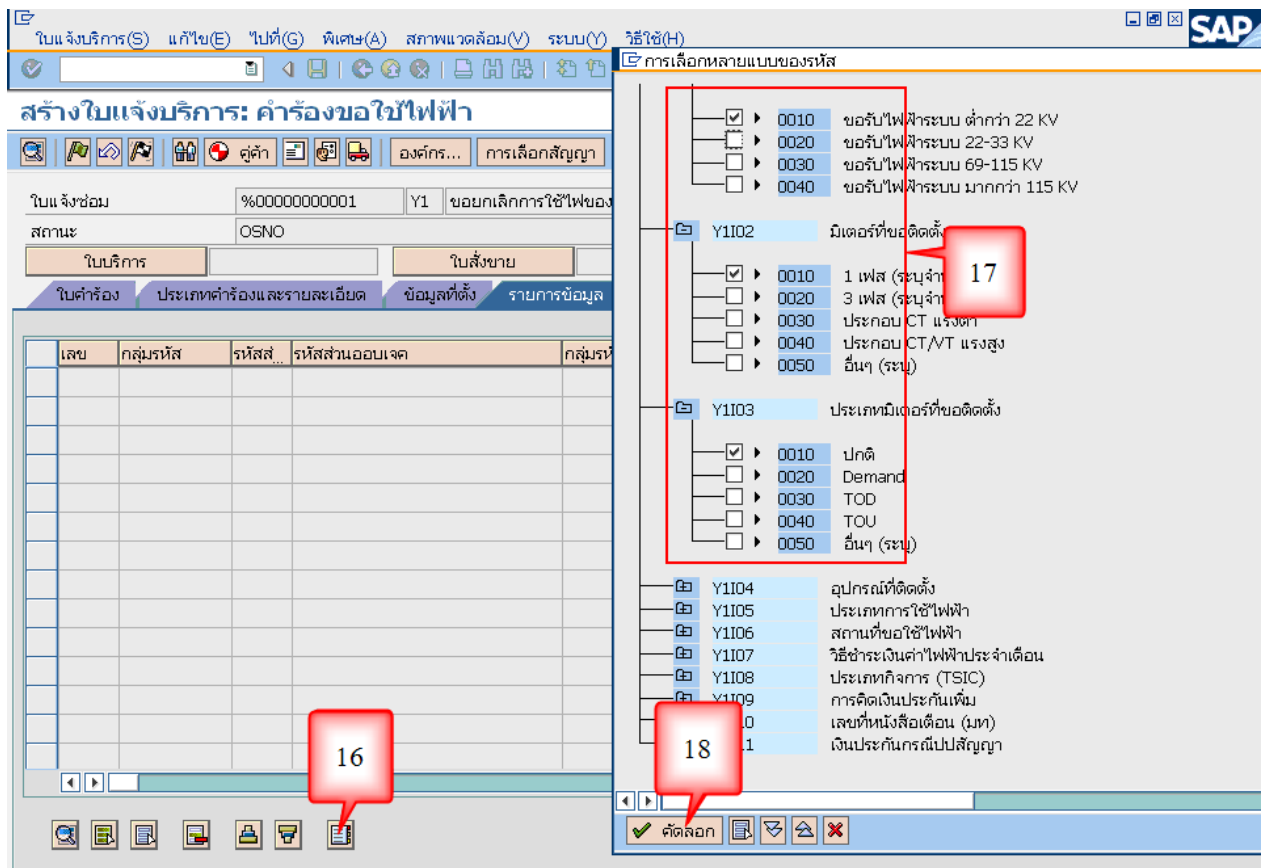 ใบแจ้งบริการ(S) แก้ไข(E) ไปที่(G) พิเศษ(A) สภาพแวดล้อม(V) ระบบ(Y) วิธีใช้(H)
SAP
สร้างใบแจ้งบริการ: คำร้องขอใช้ไฟฟ้า
คู่ค้า องค์กร... การเลือกสัญญา
ใบแจ้งซ่อม %00000000001 Y1 ขอยกเลิกการใช้ไฟของ
สถานะ OSNO
ใบบริการ ใบสั่งขาย
ใบคำร้อง ประเภทคำร้องและรายละเอียด ข้อมูลที่ตั้ง รายการข้อมูล
เลข กลุ่มรหัส รหัสส่... รหัสส่วนออบเจค กลุ่มรห
16
การเลือกหลายแบบของรหัส
0010 ขอรับไฟฟ้าระบบ ต่ำกว่า 22 KV
0020 ขอรับไฟฟ้าระบบ 22-33 KV
0030 ขอรับไฟฟ้าระบบ 69-115 KV
0040 ขอรับไฟฟ้าระบบ มากกว่า 115 KV
Y1I02 มิเตอร์ที่ขอติดตั้ง
17
0010 1 เฟส (ระบุจำ
0020 3 เฟส (ระบุจำ
0030 ประกอบ CT แรงต่ำ
0040 ประกอบ CT/VT แรงสูง
0050 อื่นๆ (ระบุ)
Y1I03 ประเภทมิเตอร์ที่ขอติดตั้ง
0010 ปกติ
0020 Demand
0030 TOD
0040 TOU
0050 อื่นๆ (ระบุ)
Y1I04 อุปกรณ์ที่ติดตั้ง
Y1I05 ประเภทการใช้ไฟฟ้า
Y1I06 สถานที่ขอใช้ไฟฟ้า
Y1I07 วิธีชำระเงินค่าไฟฟ้าประจำเดือน
Y1I08 ประเภทกิจการ (TSIC)
Y1I09 การคิดเงินประกันเพิ่ม
0 เลขที่หนังสือเตือน (มท)
1 เงินประกันกรณีปปสัญญา
18
คัดลอก